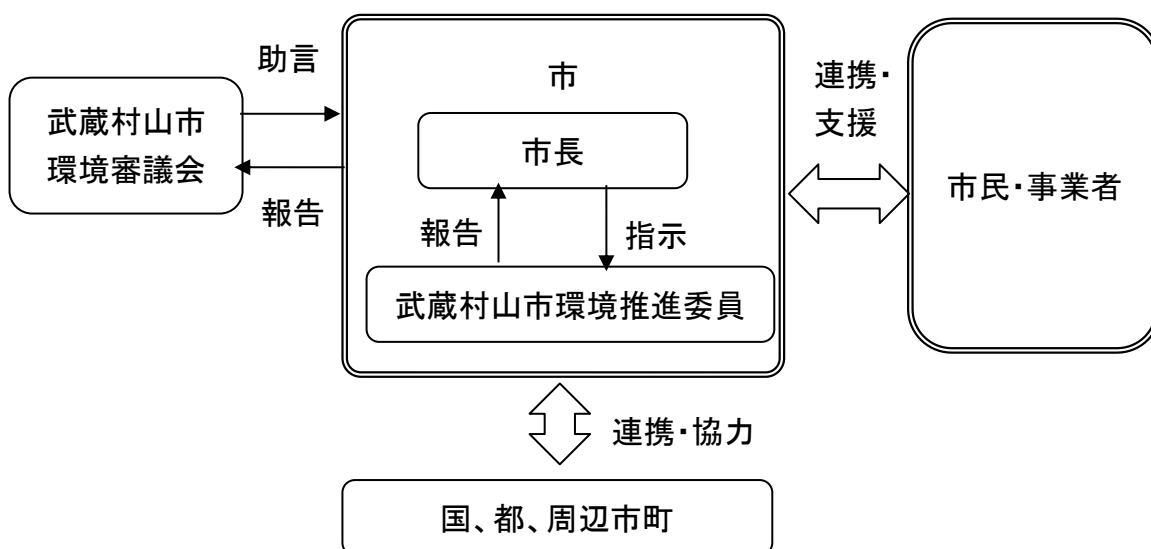 助言
武蔵村山市
環境審議会
報告
市
市長
報告
指示
武蔵村山市環境推進委員
連携・
支援
市民・事業者
連携・協力
国、都、周辺市町